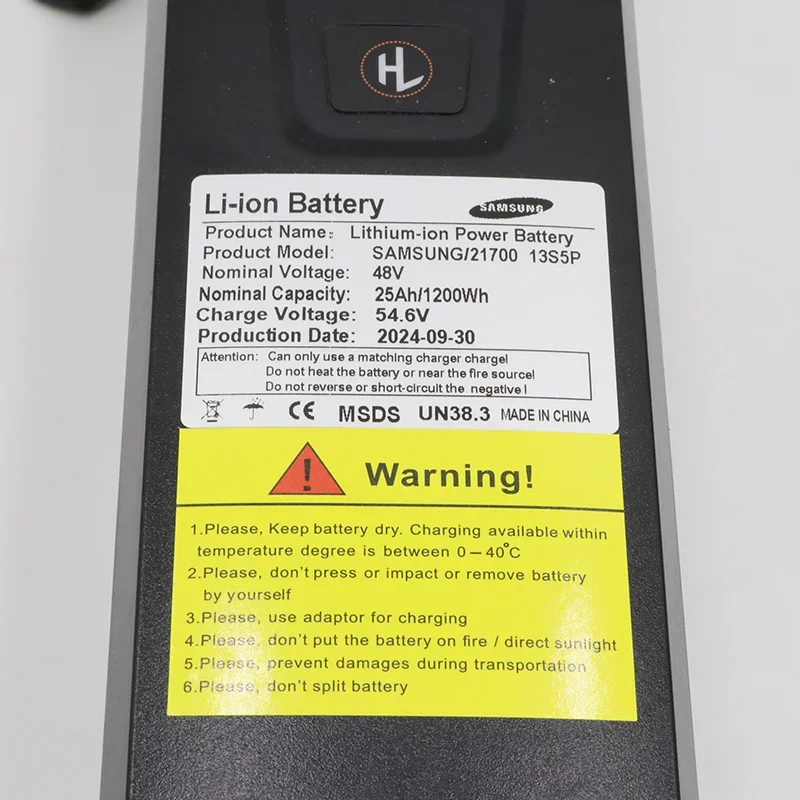 HL
Li-ion Battery
SAMSUNG
Product Name: Lithium-ion Power Battery
Product Model: SAMSUNG/21700 13S5P
Nominal Voltage: 48V
Nominal Capacity: 25Ah/1200Wh
Charge Voltage: 54.6V
Production Date: 2024-09-30
Attention: Can only use a matching charger charge!
Do not heat the battery or near the fire source!
Do not reverse or short-circuit the negative!
CE MSDS UN38.3 MADE IN CHINA
! Warning!
1.Please, Keep battery dry. Charging available within
temperature degree is between 0—40°C
2.Please, don't press or impact or remove battery
by yourself
3.Please, use adaptor for charging
4.Please, don't put the battery on fire / direct sunlight
5.Please, prevent damages during transportation
6.Please, don't split battery